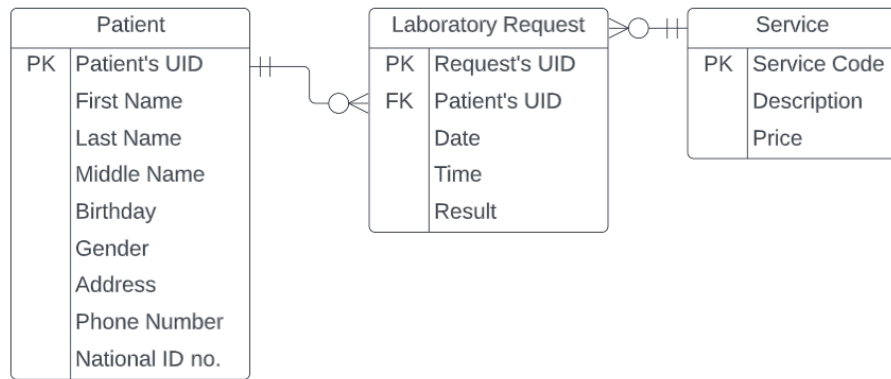 Patient
PK Patient's UID
First Name
Last Name
Middle Name
Birthday
Gender
Address
Phone Number
National ID no.
Laboratory Request
PK Request's UID
FK Patient's UID
Date
Time
Result
Service
PK Service Code
Description
Price